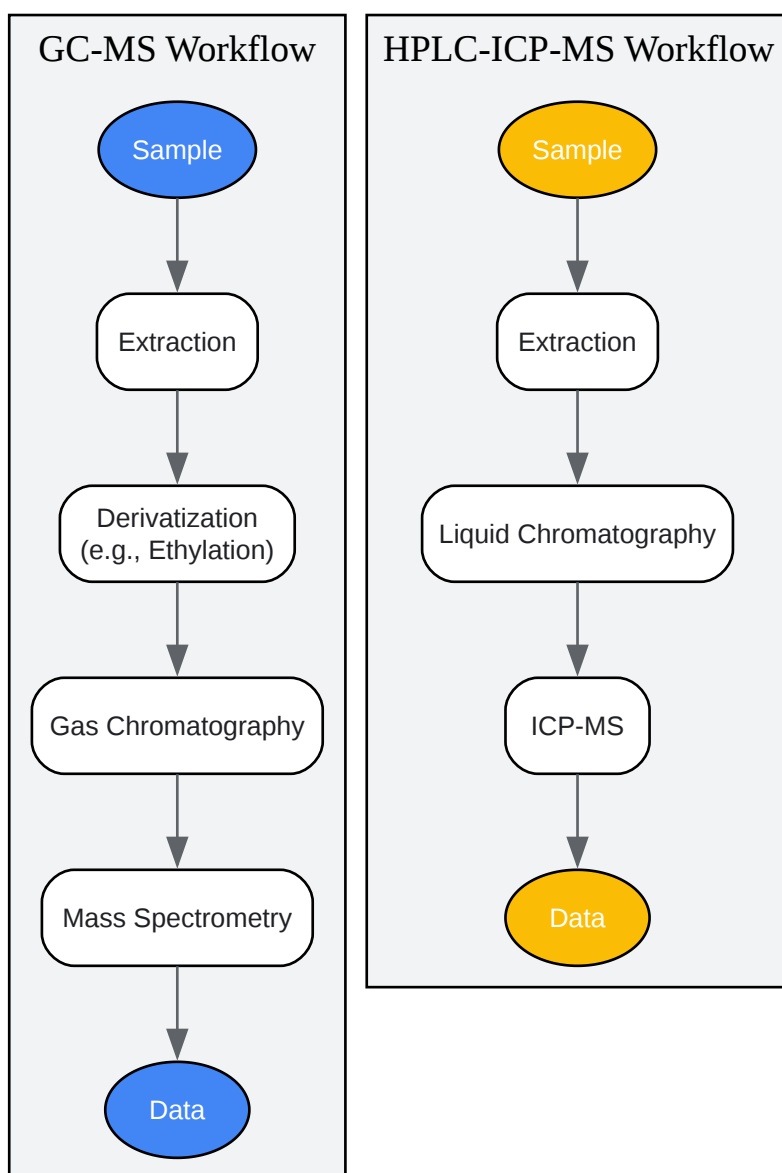 GC-MS Workflow
Sample
Extraction
Derivatization
(e.g., Ethylation)
Gas Chromatography
Mass Spectrometry
Data
HPLC-ICP-MS Workflow
Sample
Extraction
Liquid Chromatography
ICP-MS
Data